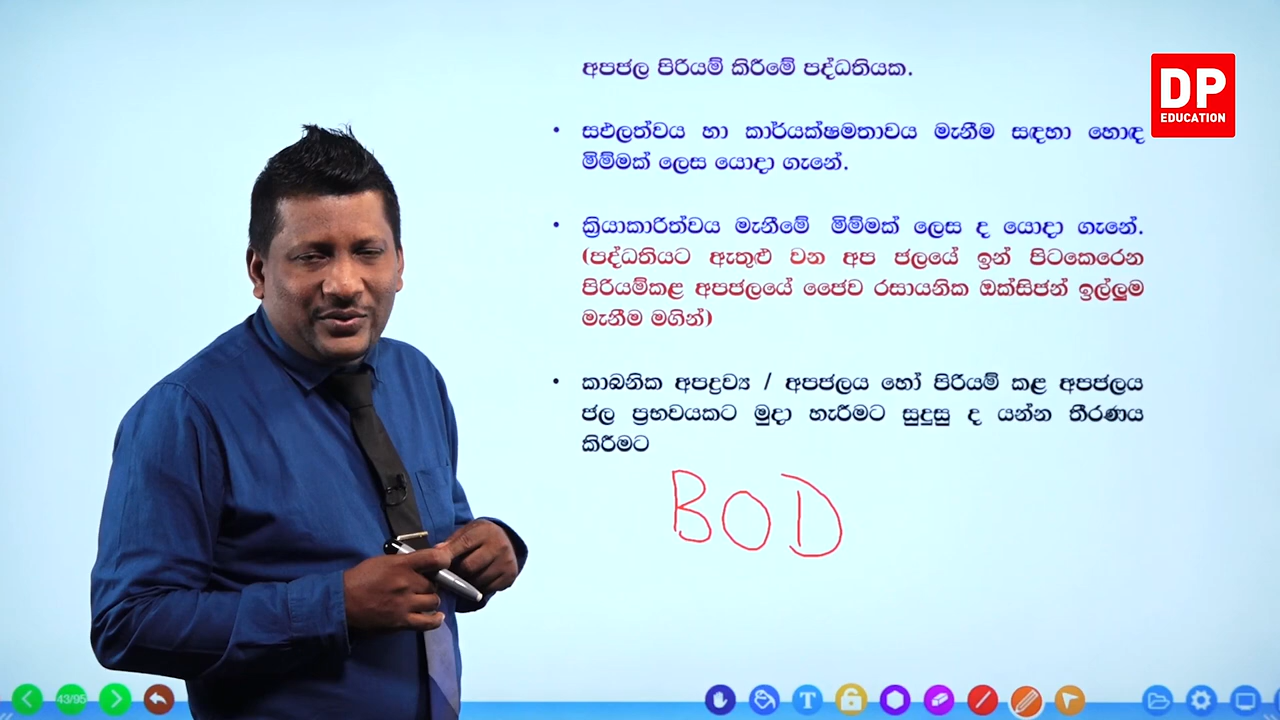 අපජල පිරියම් කිරීමේ පද්ධතියක.
• සඵලත්වය හා කාර්යක්ෂමතාවය මැනීම සඳහා හොඳ
මිම්මක් ලෙස යොදා ගැනේ.
• ක්‍රියාකාරීත්වය මැනීමේ මිම්මක් ලෙස ද යොදා ගැනේ.
(පද්ධතියට ඇතුළු වන අප ජලයේ ඉන් පිටකෙරෙන
පිරියම්කළ අපජලයේ ජෛව රසායනික ඔක්සිජන් ඉල්ලුම
මැනීම මගින්)
• කාබනික අපද්‍රව්‍ය / අපජලය හෝ පිරියම් කළ අපජලය
ජල ප්‍රභවයකට මුදා හැරීමට සුදුසු ද යන්න තීරණය
කිරීමට
BOD
DP
EDUCATION
43/95
T